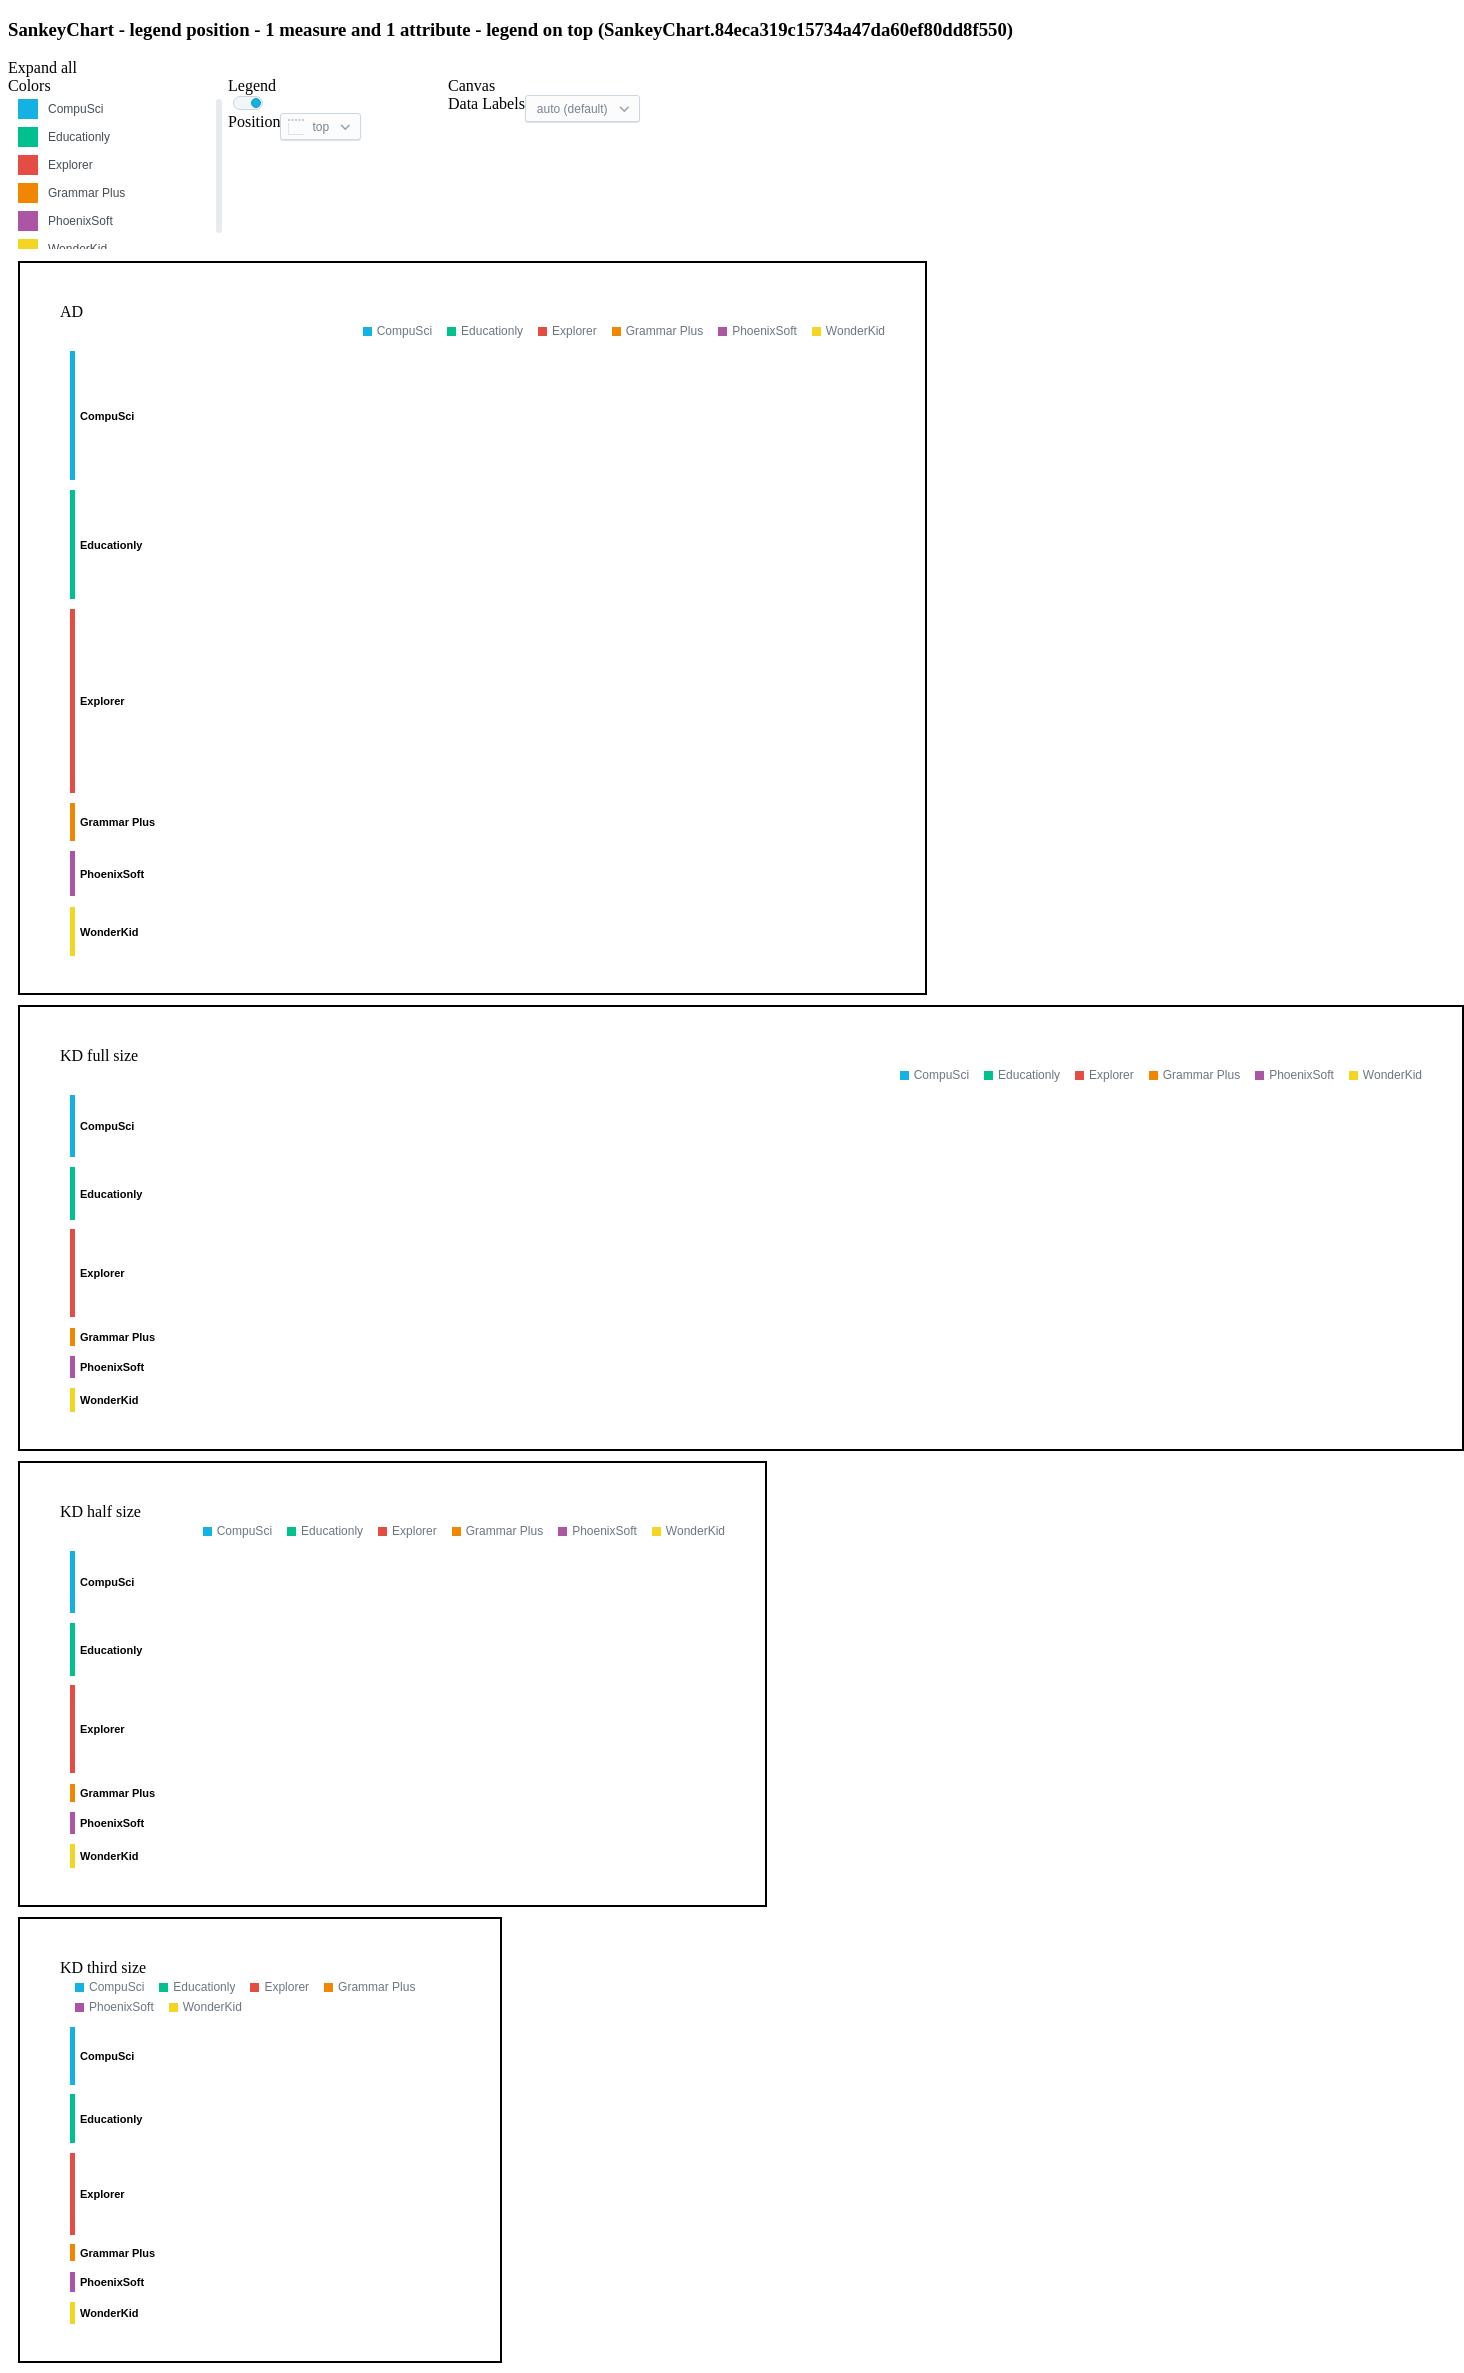 SankeyChart - legend position - 1 measure and 1 attribute - legend on top (SankeyChart.84eca319c15734a47da60ef80dd8f550)
Expand all
Colors
CompuSci
Educationly
Explorer
Grammar Plus
PhoenixSoft
WonderKid
Legend
Position top
Canvas
Data Labels auto (default)
AD
CompuSci Educationly Explorer Grammar Plus PhoenixSoft WonderKid
CompuSci
Educationly
Explorer
Grammar Plus
PhoenixSoft
WonderKid
KD full size
CompuSci Educationly Explorer Grammar Plus PhoenixSoft WonderKid
CompuSci
Educationly
Explorer
Grammar Plus
PhoenixSoft
WonderKid
KD half size
CompuSci Educationly Explorer Grammar Plus PhoenixSoft WonderKid
CompuSci
Educationly
Explorer
Grammar Plus
PhoenixSoft
WonderKid
KD third size
CompuSci Educationly Explorer Grammar Plus
PhoenixSoft WonderKid
CompuSci
Educationly
Explorer
Grammar Plus
PhoenixSoft
WonderKid